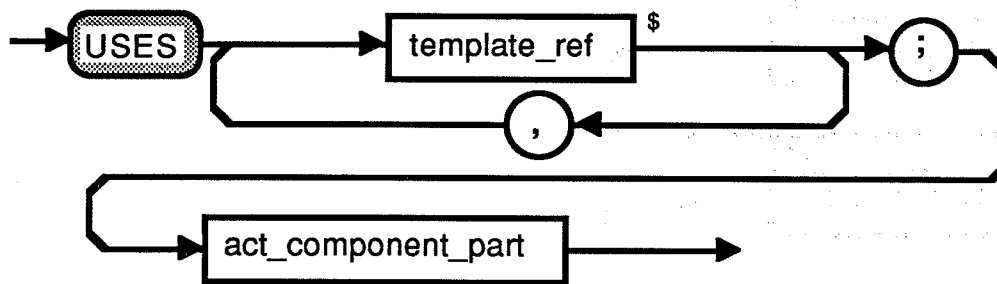 USES template_ref $ ;
,
act_component_part